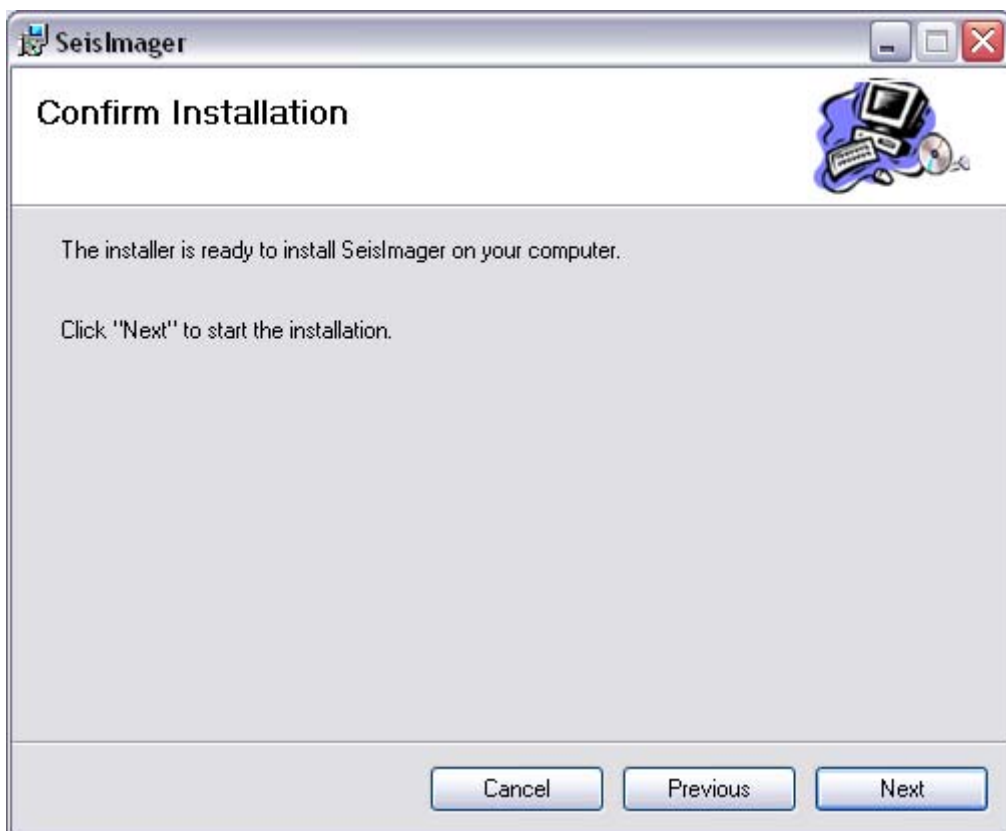 SeisImager
Confirm Installation
The installer is ready to install SeisImager on your computer.
Click "Next" to start the installation.
Cancel
Previous
Next